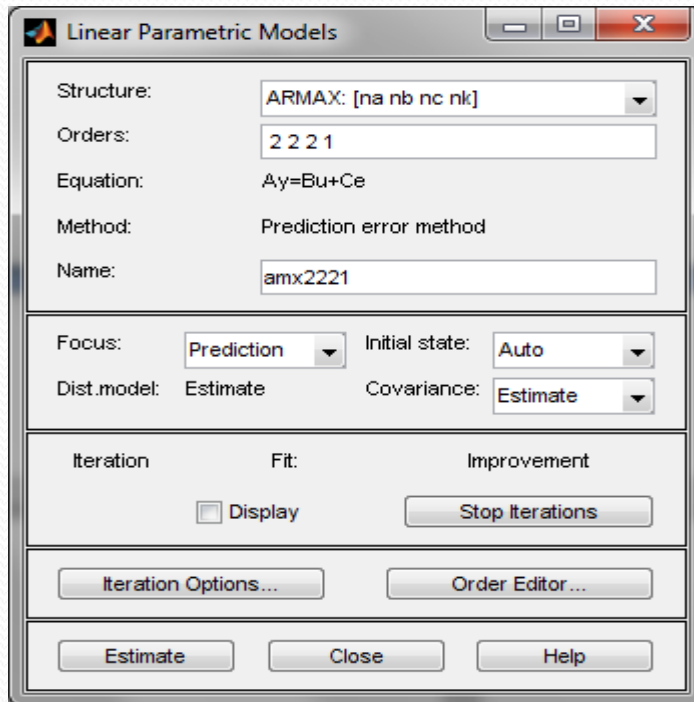 Linear Parametric Models
Structure: ARMAX: [na nb nc nk]
Orders: 2 2 2 1
Equation: Ay=Bu+Ce
Method: Prediction error method
Name: amx2221
Focus: Prediction Initial state: Auto
Dist.model: Estimate Covariance: Estimate
Iteration Fit: Improvement
Display Stop Iterations
Iteration Options... Order Editor...
Estimate Close Help